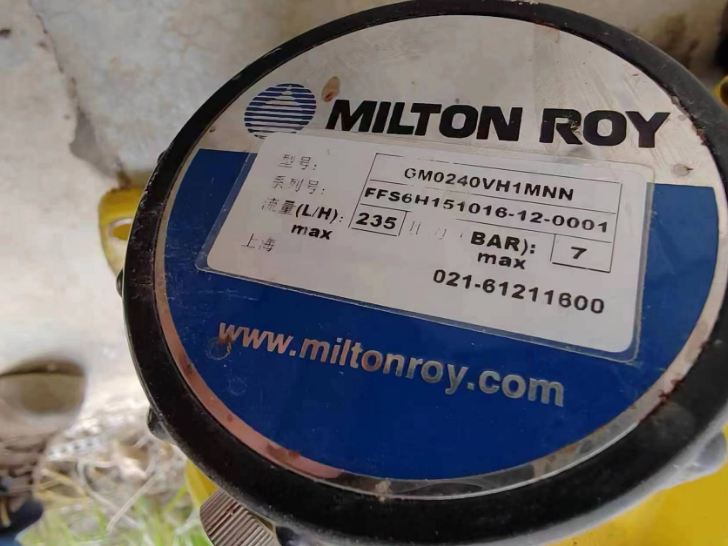 MILTON ROY
型号: GM0240VH1MNN
系列号: FFS6H151016-12-0001
流量(L/H): 235 (BAR): 7
max max
上海 021-61211600
www.miltonroy.com